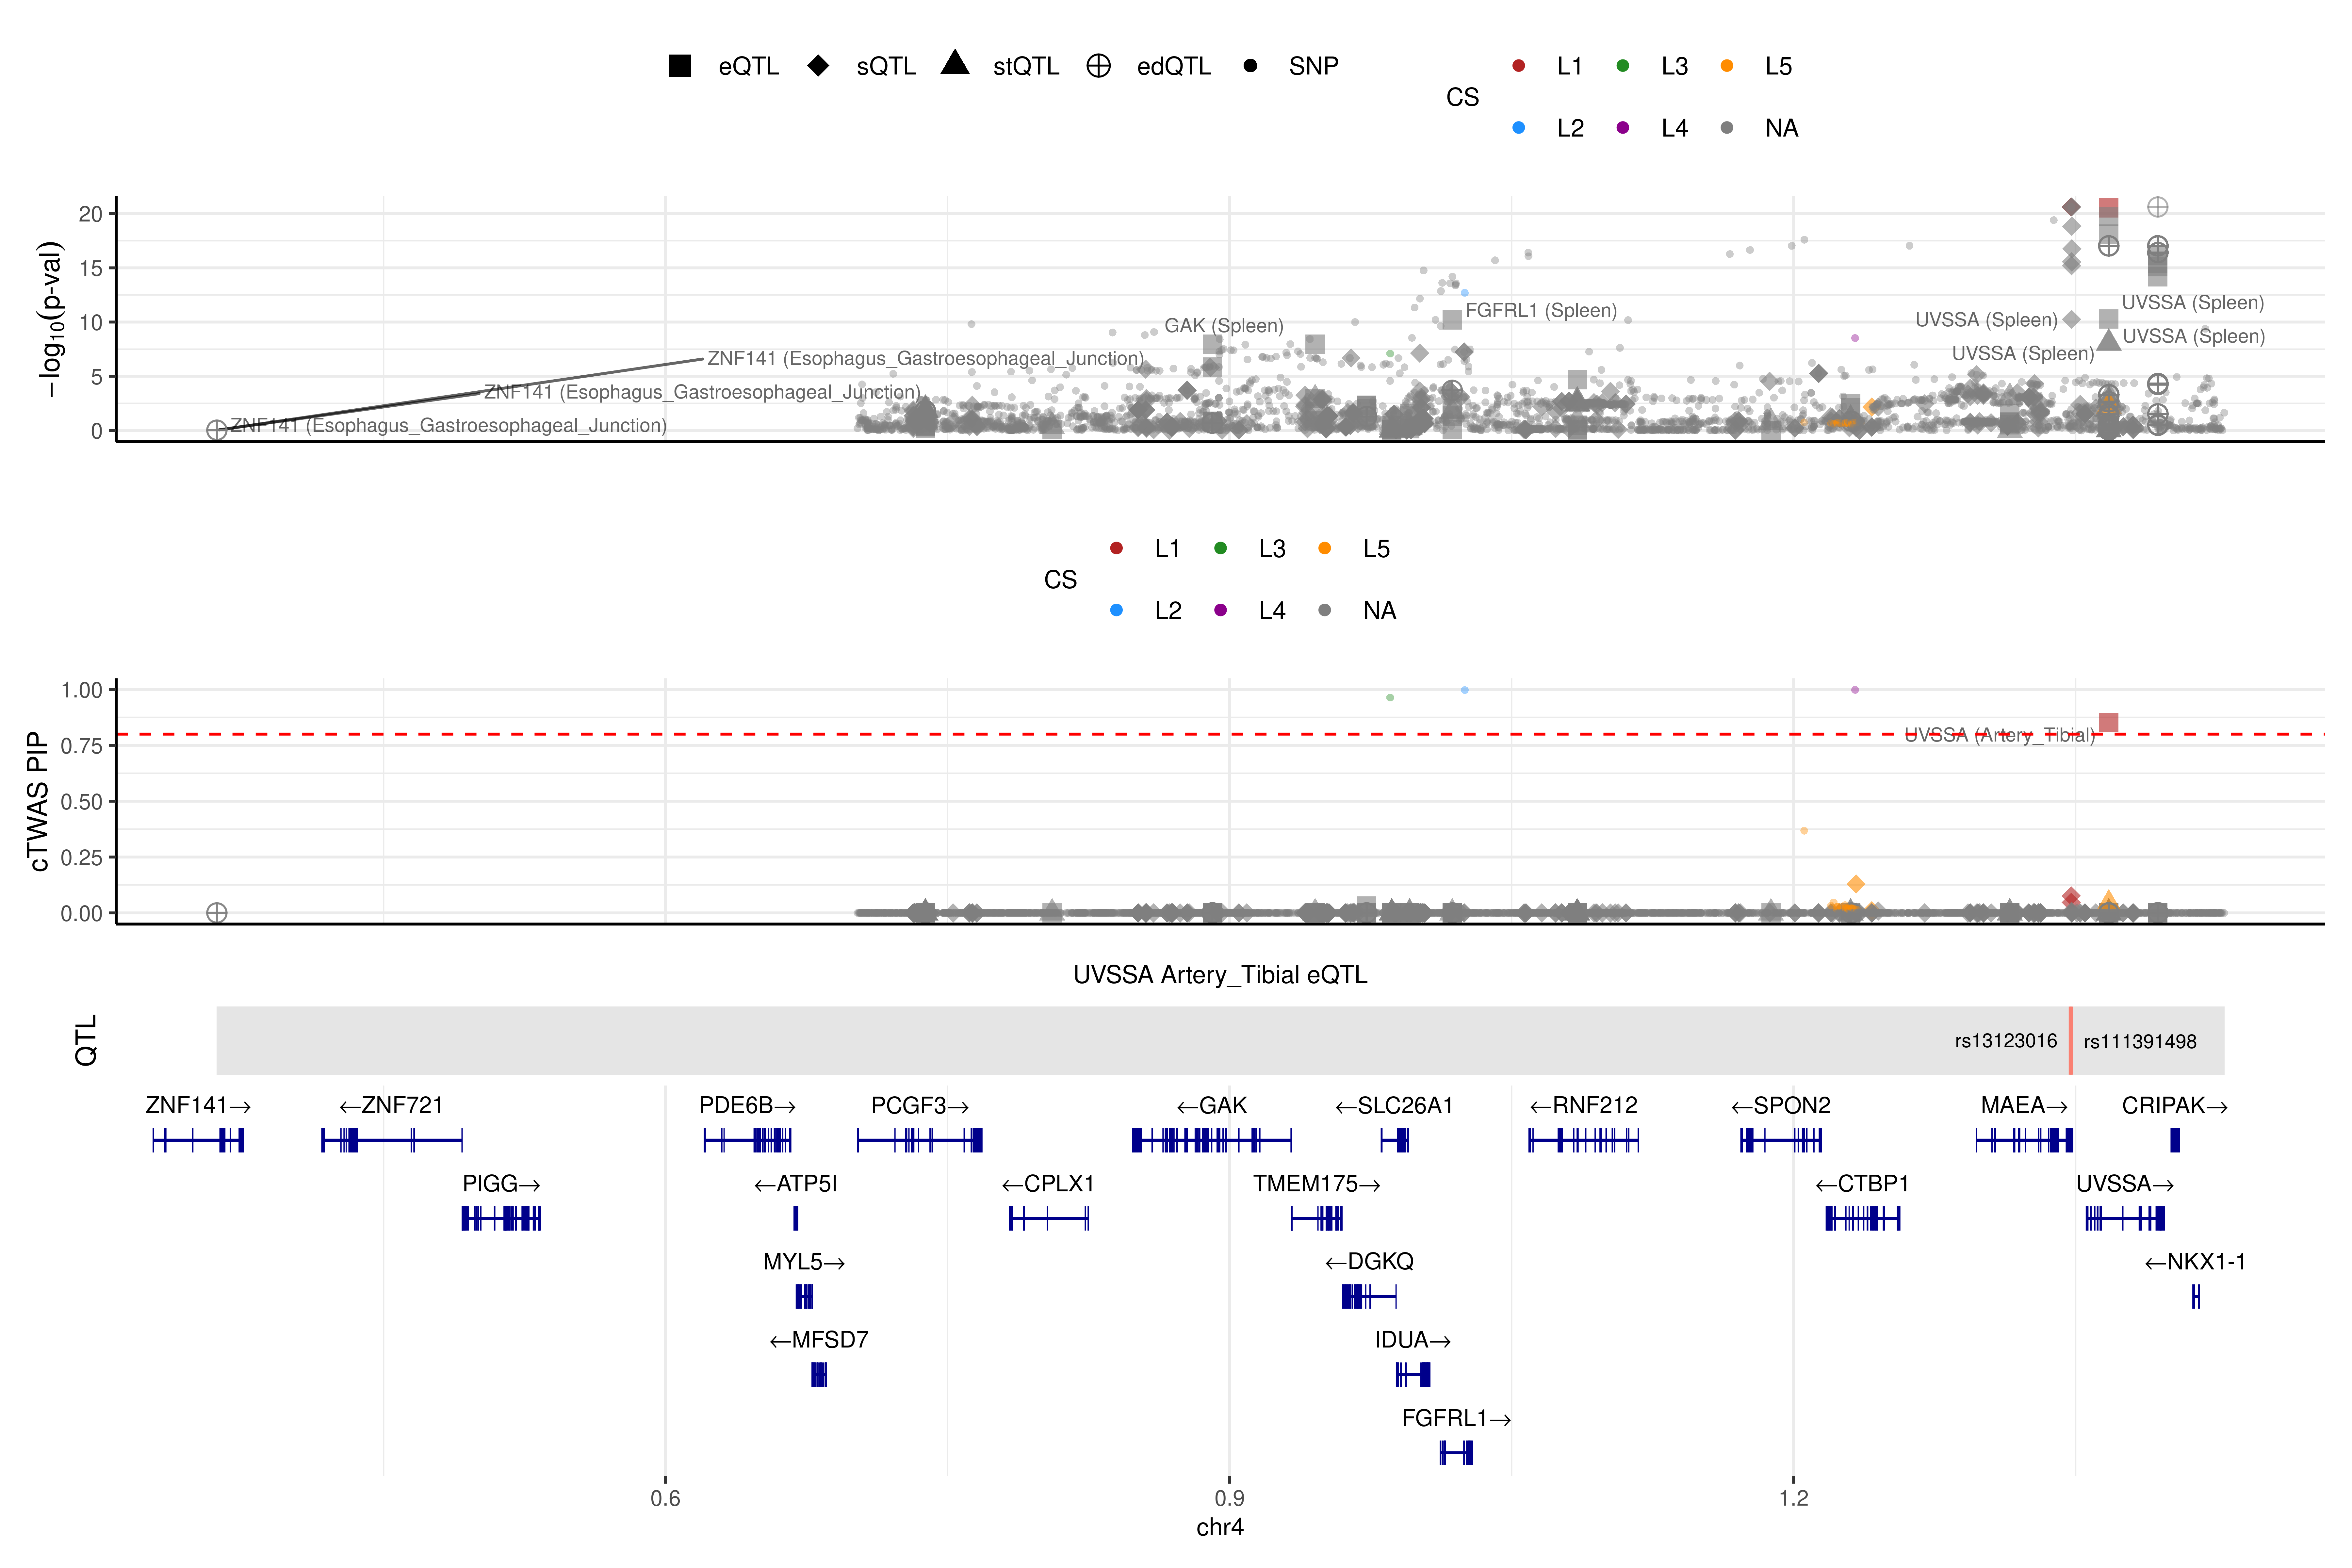 eQTL sQTL stQTL edQTL SNP
CS
L1 L3 L5
L2 L4 NA
−log10(p-val)
20
15
10
5
0
ZNF141 (Esophagus_Gastroesophageal_Junction)
ZNF141 (Esophagus_Gastroesophageal_Junction)
ZNF141 (Esophagus_Gastroesophageal_Junction)
GAK (Spleen)
FGFRL1 (Spleen)
UVSSA (Spleen)
UVSSA (Spleen)
UVSSA (Spleen)
UVSSA (Spleen)
CS
L1 L3 L5
L2 L4 NA
cTWAS PIP
1.00
0.75
0.50
0.25
0.00
UVSSA (Artery_Tibial)
UVSSA Artery_Tibial eQTL
QTL
rs13123016 rs111391498
ZNF141→ ←ZNF721 PDE6B→ PCGF3→ ←GAK ←SLC26A1 ←RNF212 ←SPON2 MAEA→ CRIPAK→
PIGG→ ←ATP5I ←CPLX1 TMEM175→ ←CTBP1 UVSSA→
MYL5→ ←DGKQ ←NKX1-1
←MFSD7 IDUA→
FGFRL1→
0.6 0.9 1.2
chr4